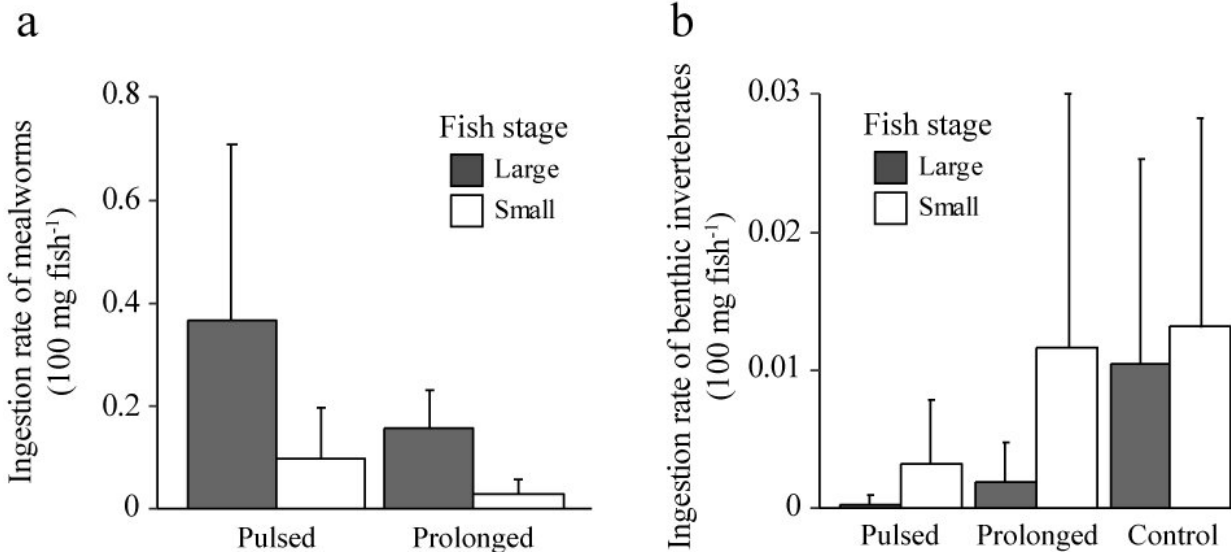 a
Ingestion rate of mealworms
(100 mg fish⁻¹)
0.8
0.6
0.4
0.2
0
Fish stage
Large
Small
Pulsed Prolonged
b
Ingestion rate of benthic invertebrates
(100 mg fish⁻¹)
0.03
0.02
0.01
0
Fish stage
Large
Small
Pulsed Prolonged Control